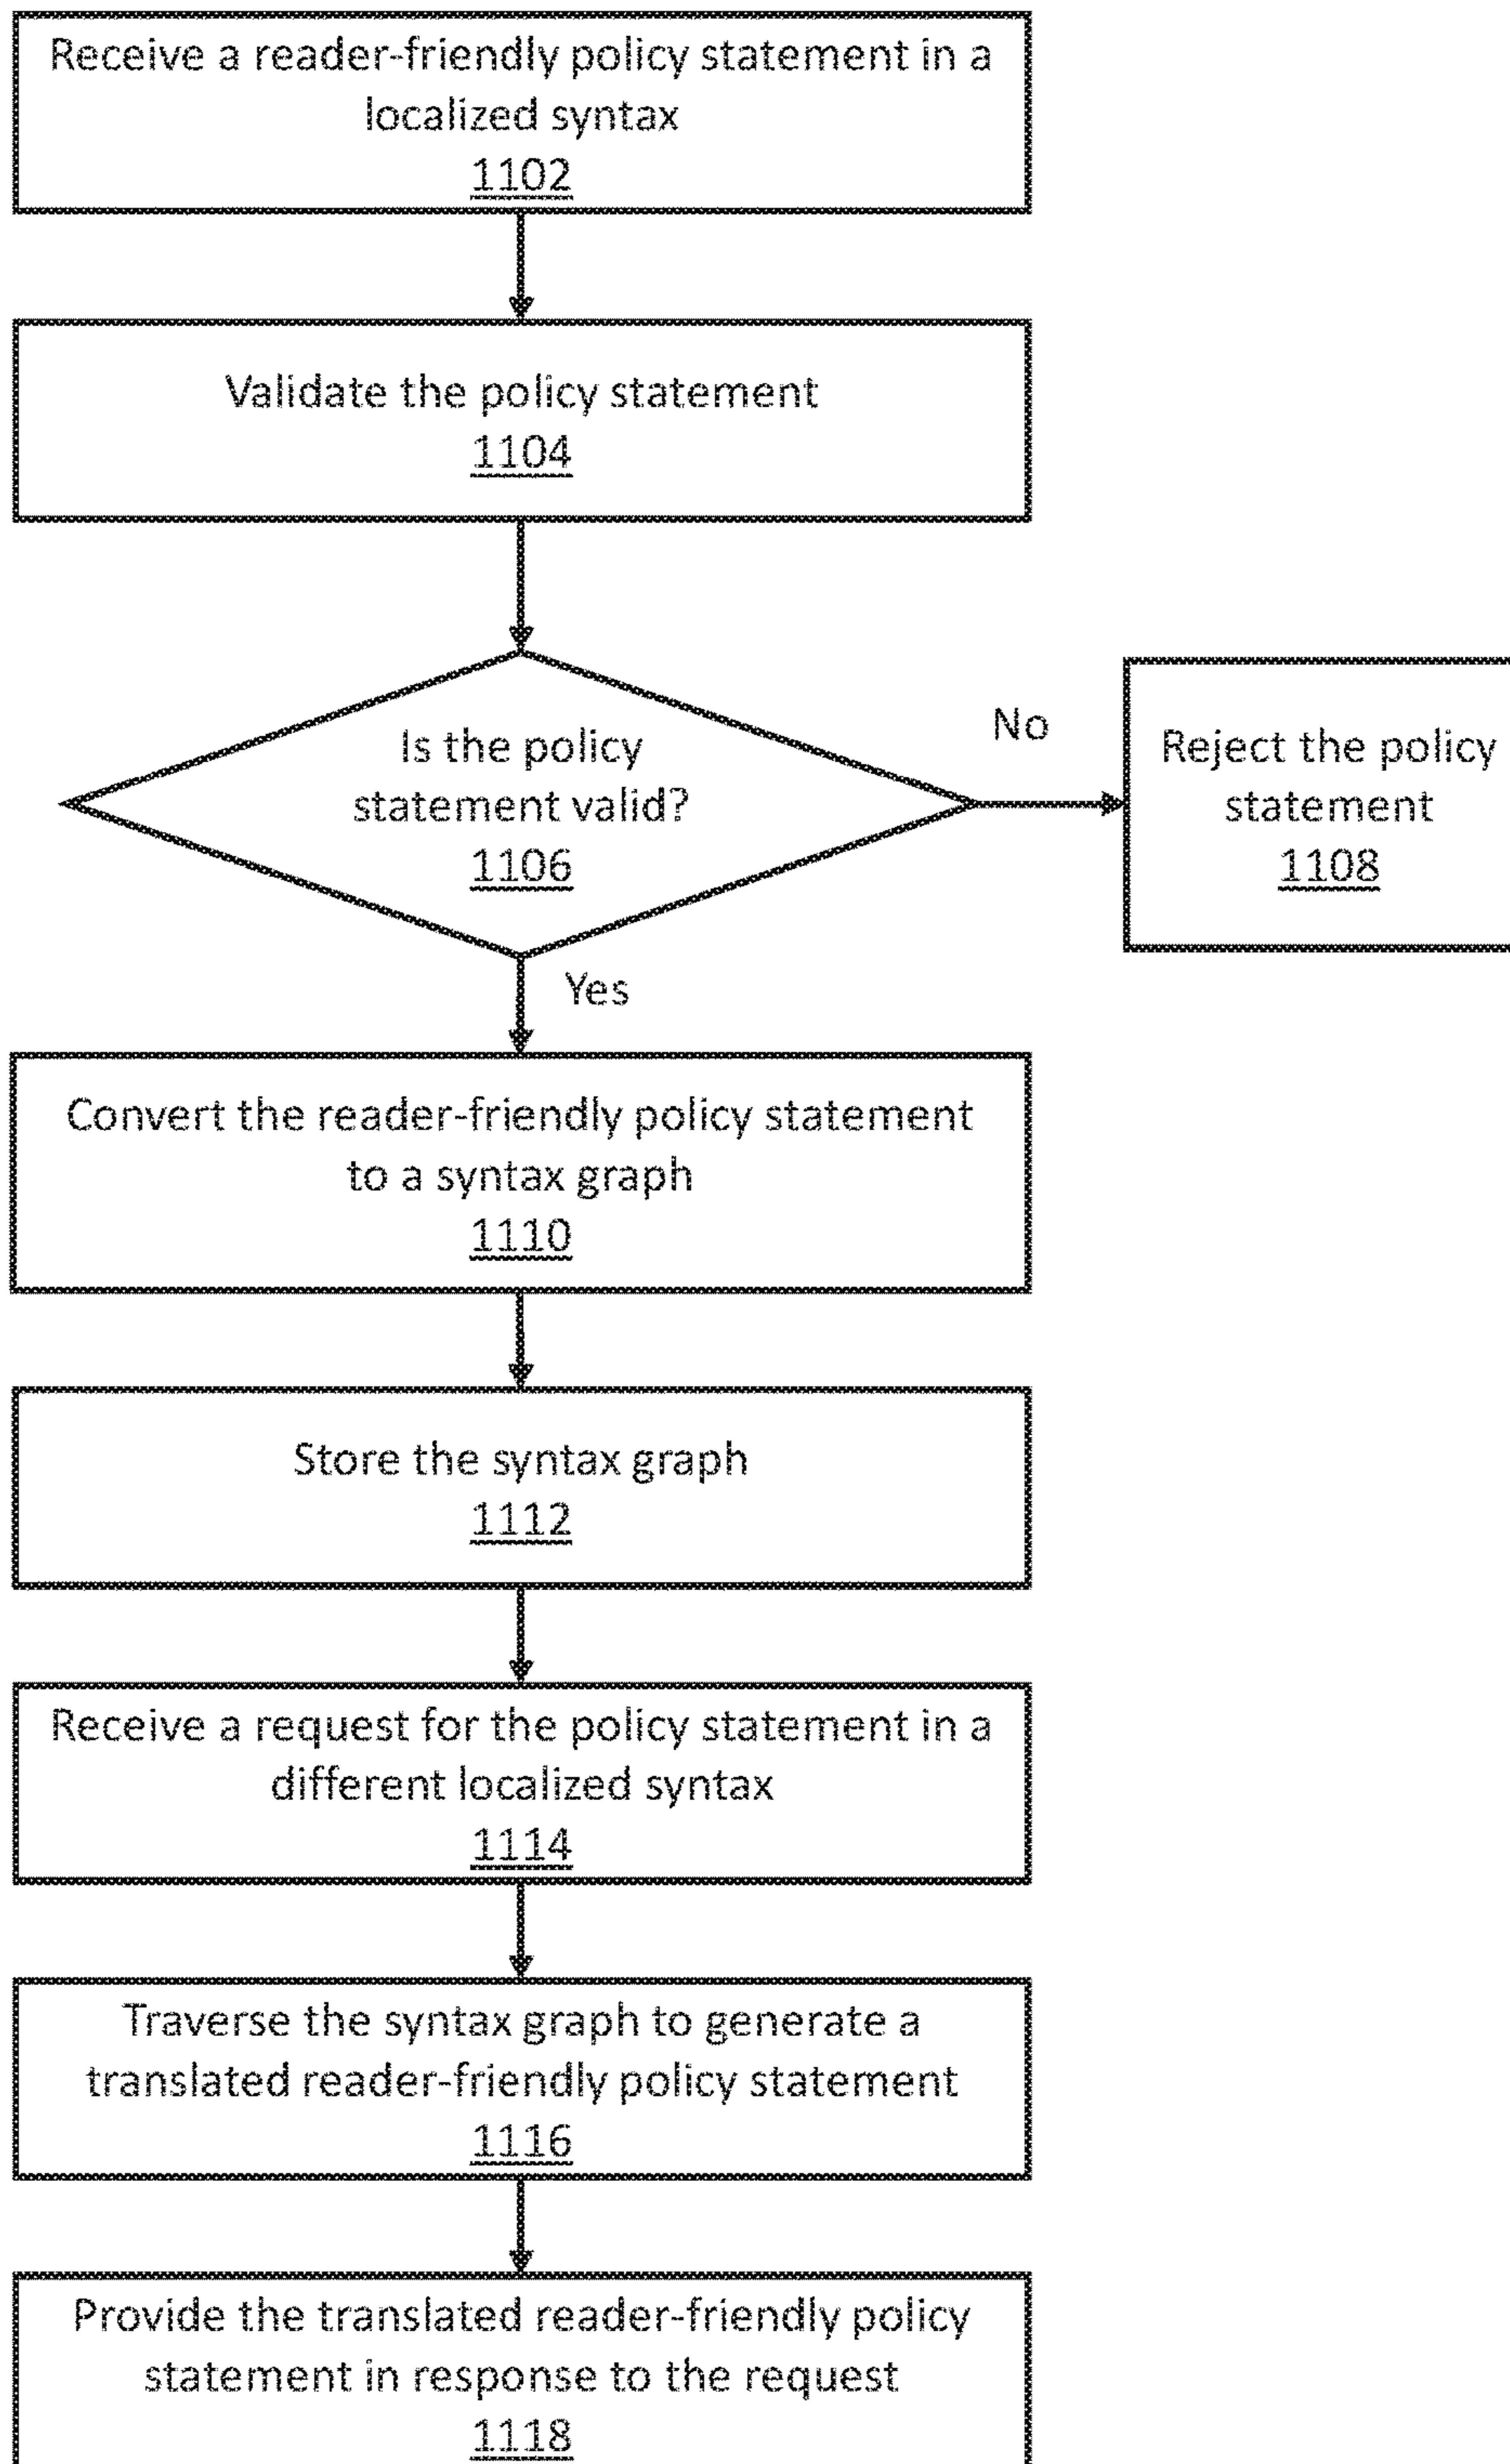 Receive a reader-friendly policy statement in a
localized syntax
1102
Validate the policy statement
1104
Is the policy
statement valid?
1106
No
Reject the policy
statement
1108
Yes
Convert the reader-friendly policy statement
to a syntax graph
1110
Store the syntax graph
1112
Receive a request for the policy statement in a
different localized syntax
1114
Traverse the syntax graph to generate a
translated reader-friendly policy statement
1116
Provide the translated reader-friendly policy
statement in response to the request
1118